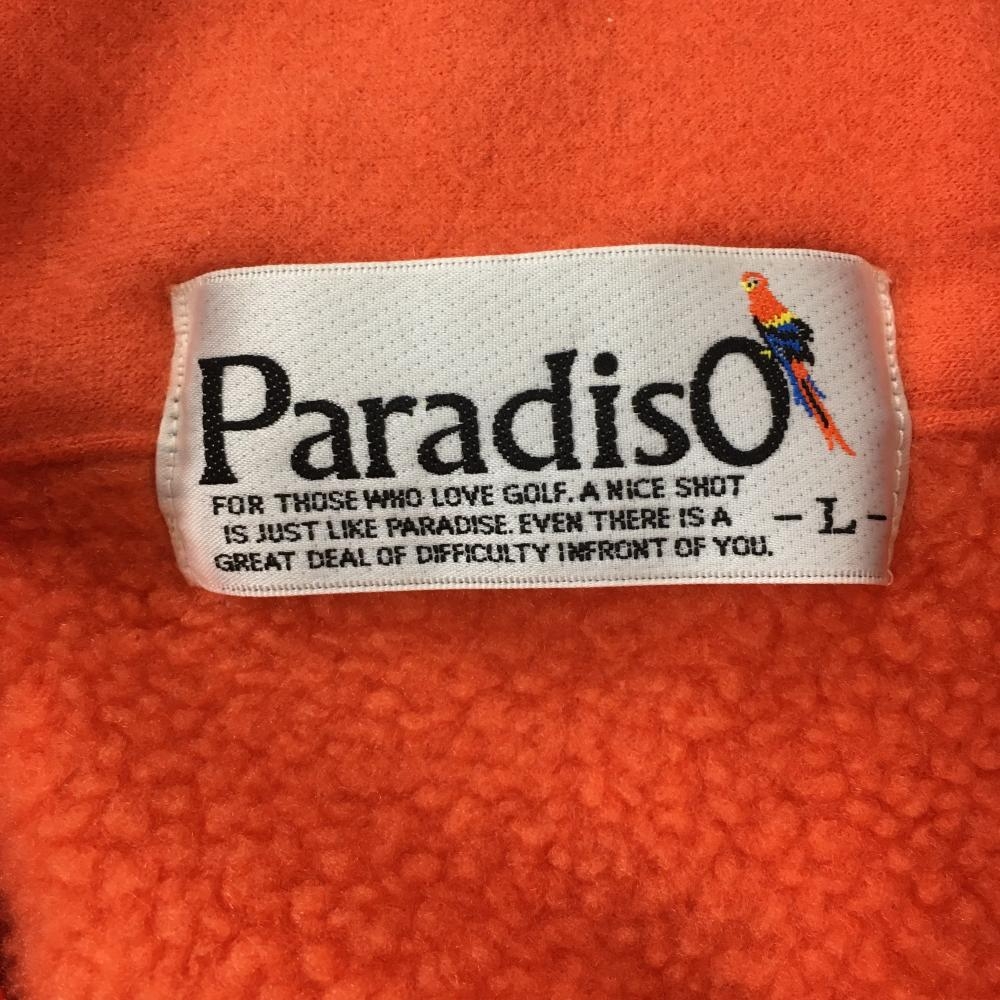 ParadisO
FOR THOSE WHO LOVE GOLF. A NICE SHOT
IS JUST LIKE PARADISE. EVEN THERE IS A
GREAT DEAL OF DIFFICULTY INFRONT OF YOU.
- L -